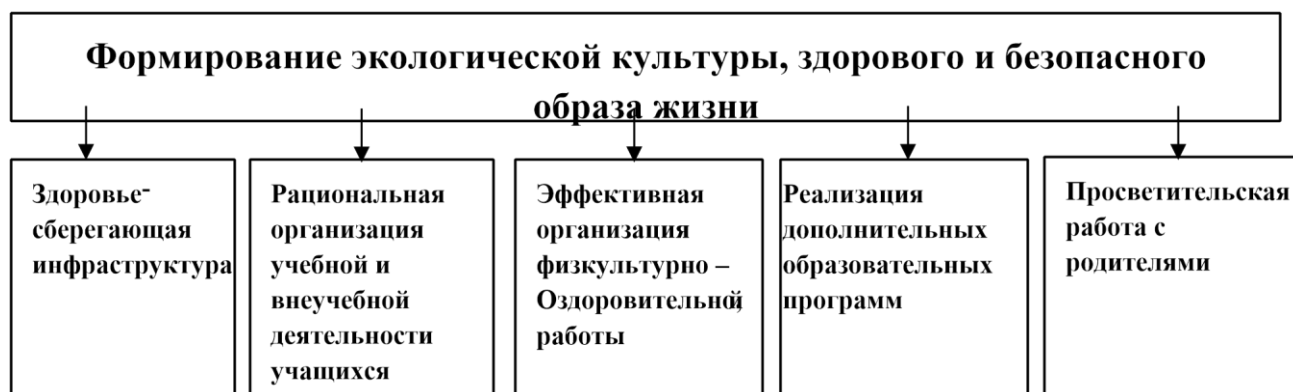 Формирование экологической культуры, здорового и безопасного
образа жизни
Здоровье-
сберегающая
инфраструктура
Рациональная
организация
учебной и
внеучебной
деятельности
учащихся
Эффективная
организация
физкультурно –
Оздоровительной,
работы
Реализация
дополнительных
образовательных
программ
Просветительская
работа с
родителями